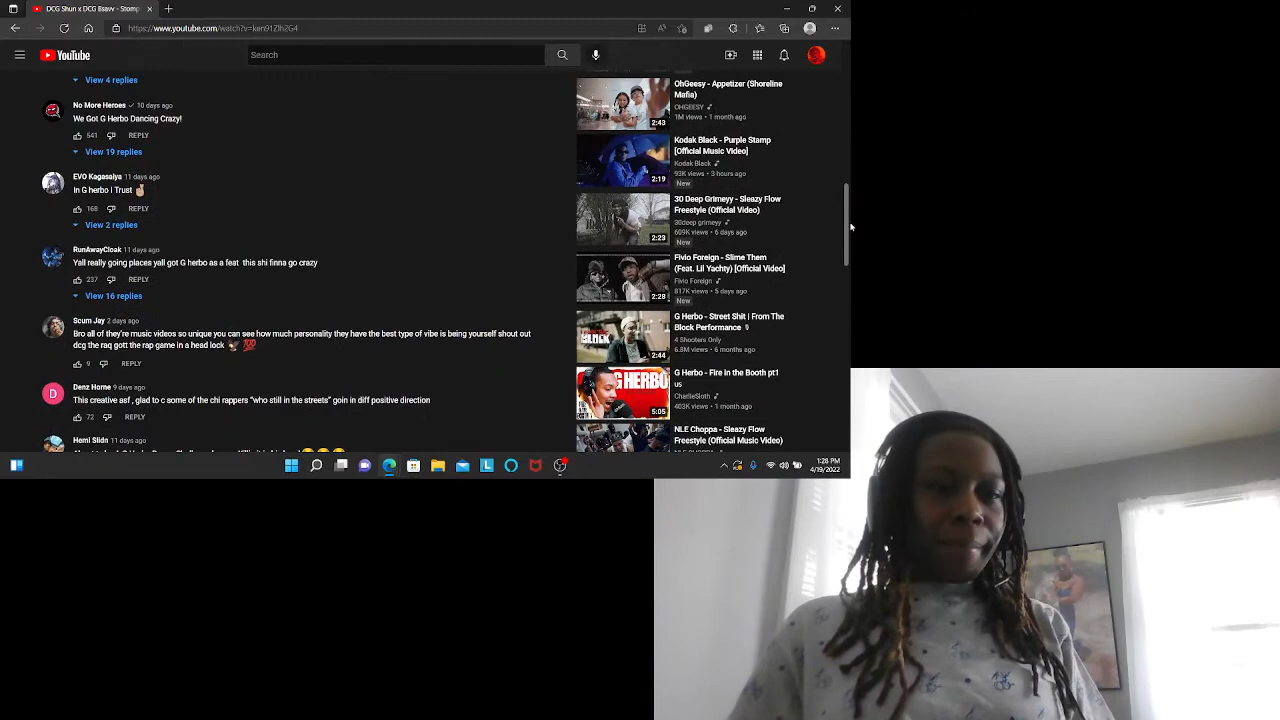 DCG Shun x DCG Bsavv - Stomp
https://www.youtube.com/watch?v=ken91Zlh2G4
YouTube
Search
View 4 replies
No More Heroes 10 days ago
We Got G Herbo Dancing Crazy!
541 REPLY
View 19 replies
EVO Kagasaiya 11 days ago
In G herbo I Trust
168 REPLY
View 2 replies
RunAwayCloak 11 days ago
Yall really going places yall got G herbo as a feat this shi finna go crazy
237 REPLY
View 16 replies
Scum Jay 2 days ago
Bro all of they're music videos so unique you can see how much personality they have the best type of vibe is being yourself shout out
dcg the raq gott the rap game in a head lock 💯
9 REPLY
D
Denz Horne 9 days ago
This creative asf , glad to c some of the chi rappers "who still in the streets" goin in diff positive direction
72 REPLY
Hemi Slidn 11 days ago
OhGeesy - Appetizer (Shoreline
Mafia)
OHGEESY
1M views • 1 month ago
2:43
Kodak Black - Purple Stamp
[Official Music Video]
Kodak Black
93K views • 3 hours ago
New
2:19
30 Deep Grimeyy - Sleazy Flow
Freestyle (Official Video)
30deep grimeyy
609K views • 6 days ago
New
2:23
Fivio Foreign - Slime Them
(Feat. Lil Yachty) [Official Video]
Fivio Foreign
817K views • 5 days ago
New
2:28
G Herbo - Street Shit | From The
Block Performance
4 Shooters Only
6.8M views • 6 months ago
BLOCK
2:44
G Herbo - Fire in the Booth pt1
us
CharlieSloth
403K views • 1 month ago
G HERBO
5:05
NLE Choppa - Sleazy Flow
Freestyle (Official Music Video)
1:28 PM
4/19/2022